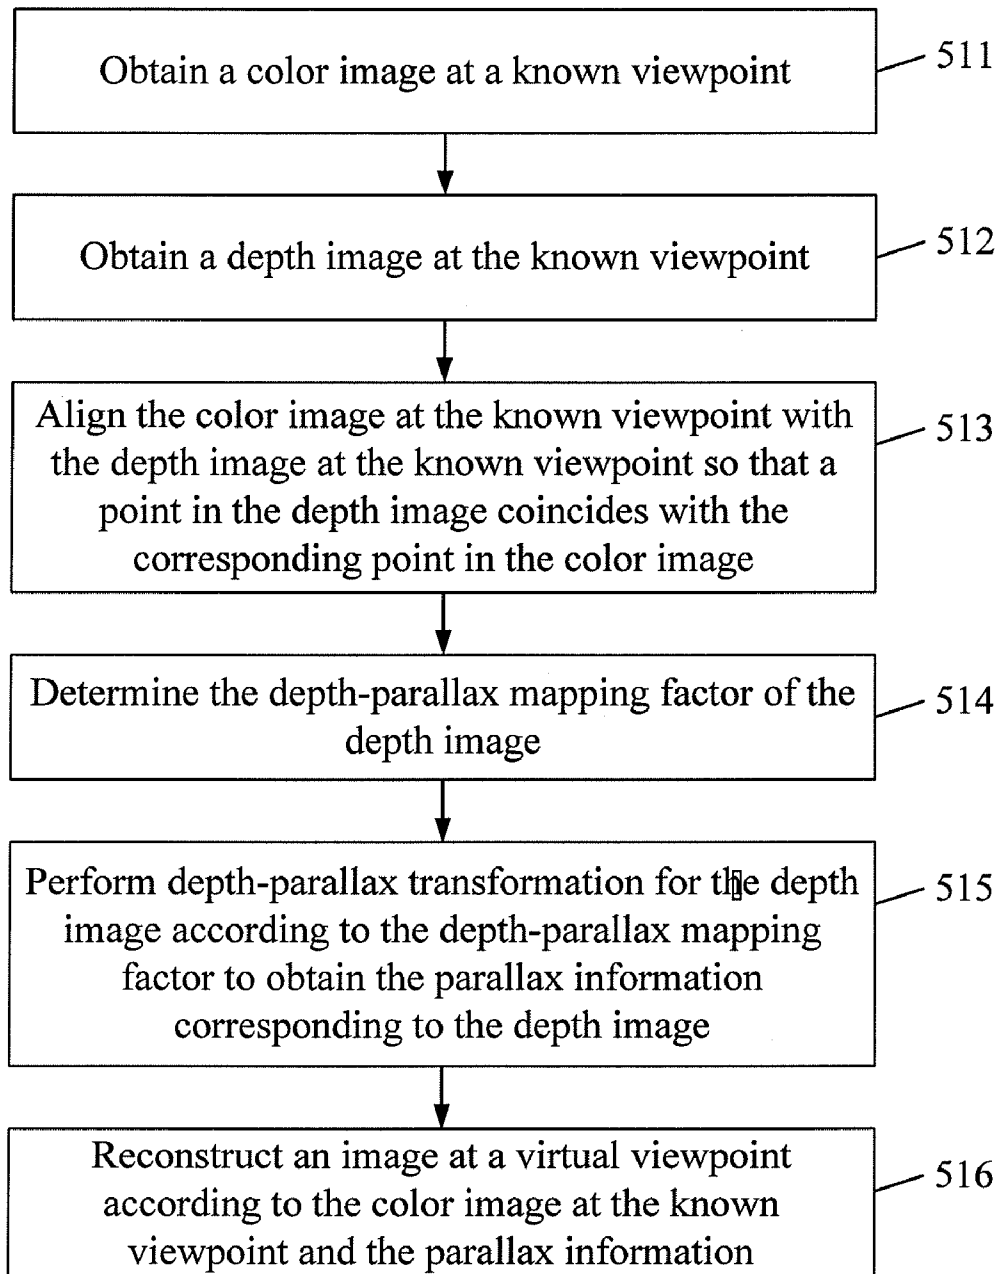 Obtain a color image at a known viewpoint
511
Obtain a depth image at the known viewpoint
512
Align the color image at the known viewpoint with
the depth image at the known viewpoint so that a
point in the depth image coincides with the
corresponding point in the color image
513
Determine the depth-parallax mapping factor of the
depth image
514
Perform depth-parallax transformation for the depth
image according to the depth-parallax mapping
factor to obtain the parallax information
corresponding to the depth image
515
Reconstruct an image at a virtual viewpoint
according to the color image at the known
viewpoint and the parallax information
516